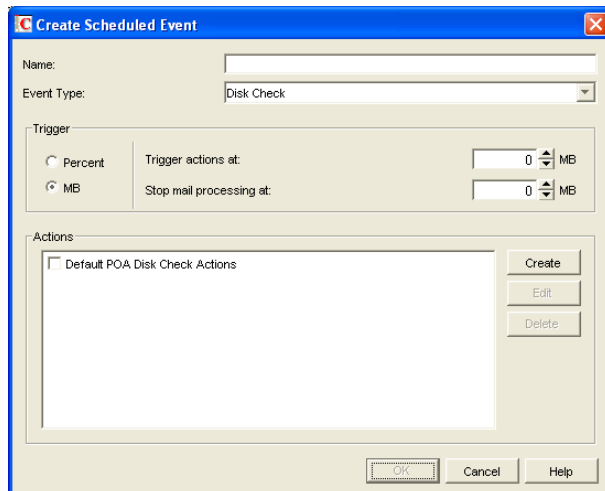 C Create Scheduled Event
Name:
Event Type: Disk Check
Trigger
Percent
MB
Trigger actions at: 0 MB
Stop mail processing at: 0 MB
Actions
Default POA Disk Check Actions
Create
Edit
Delete
OK Cancel Help